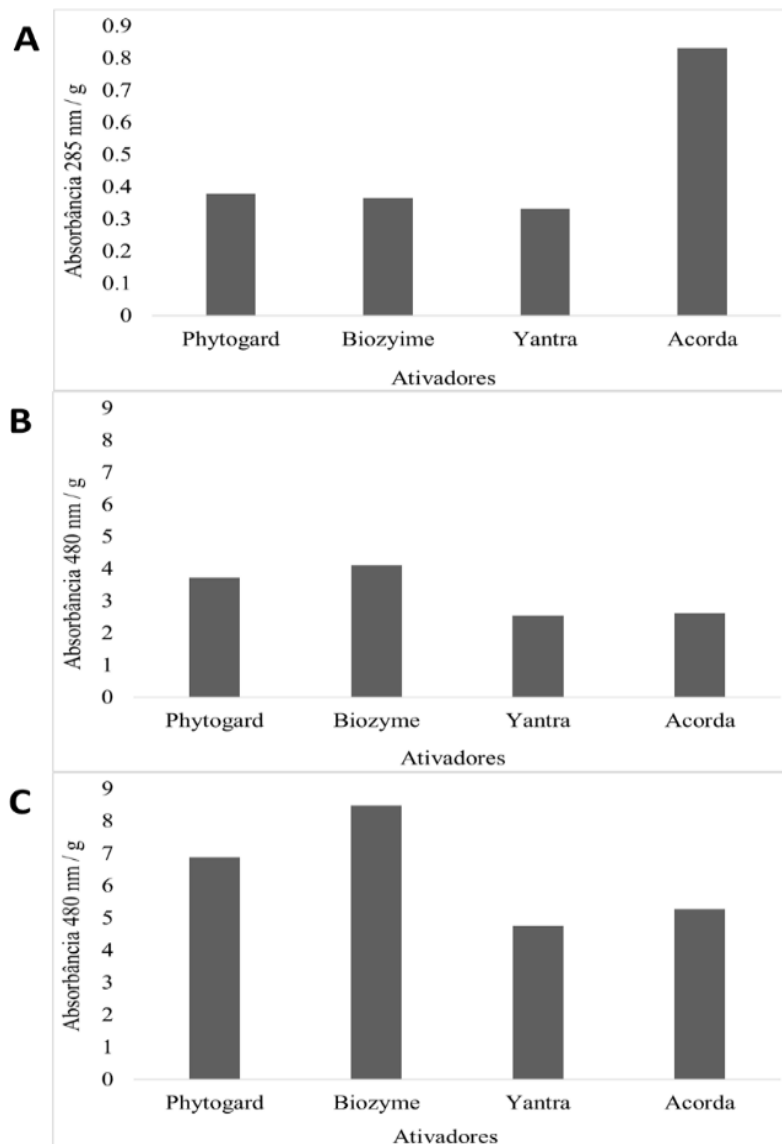 A
Absorbância 285 nm / g
0.9
0.8
0.7
0.6
0.5
0.4
0.3
0.2
0.1
0
Phytogard Biozyime Yantra Acorda
Ativadores
B
Absorbância 480 nm / g
9
8
7
6
5
4
3
2
1
0
Phytogard Biozyme Yantra Acorda
Ativadores
C
Absorbância 480 nm / g
9
8
7
6
5
4
3
2
1
0
Phytogard Biozyme Yantra Acorda
Ativadores